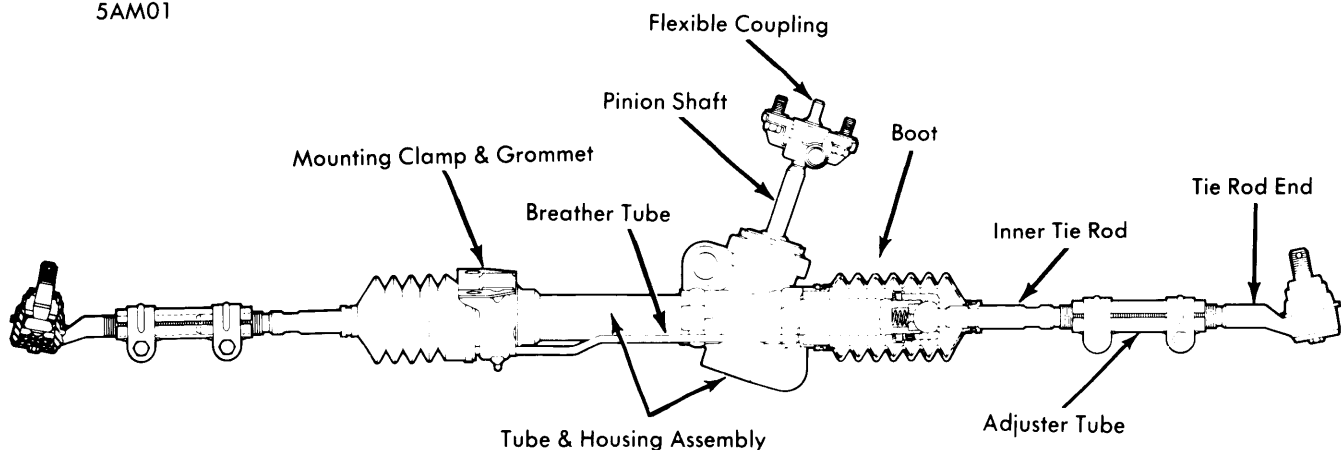 5AM01
Flexible Coupling
Pinion Shaft
Boot
Mounting Clamp & Grommet
Tie Rod End
Breather Tube
Inner Tie Rod
Adjuster Tube
Tube & Housing Assembly